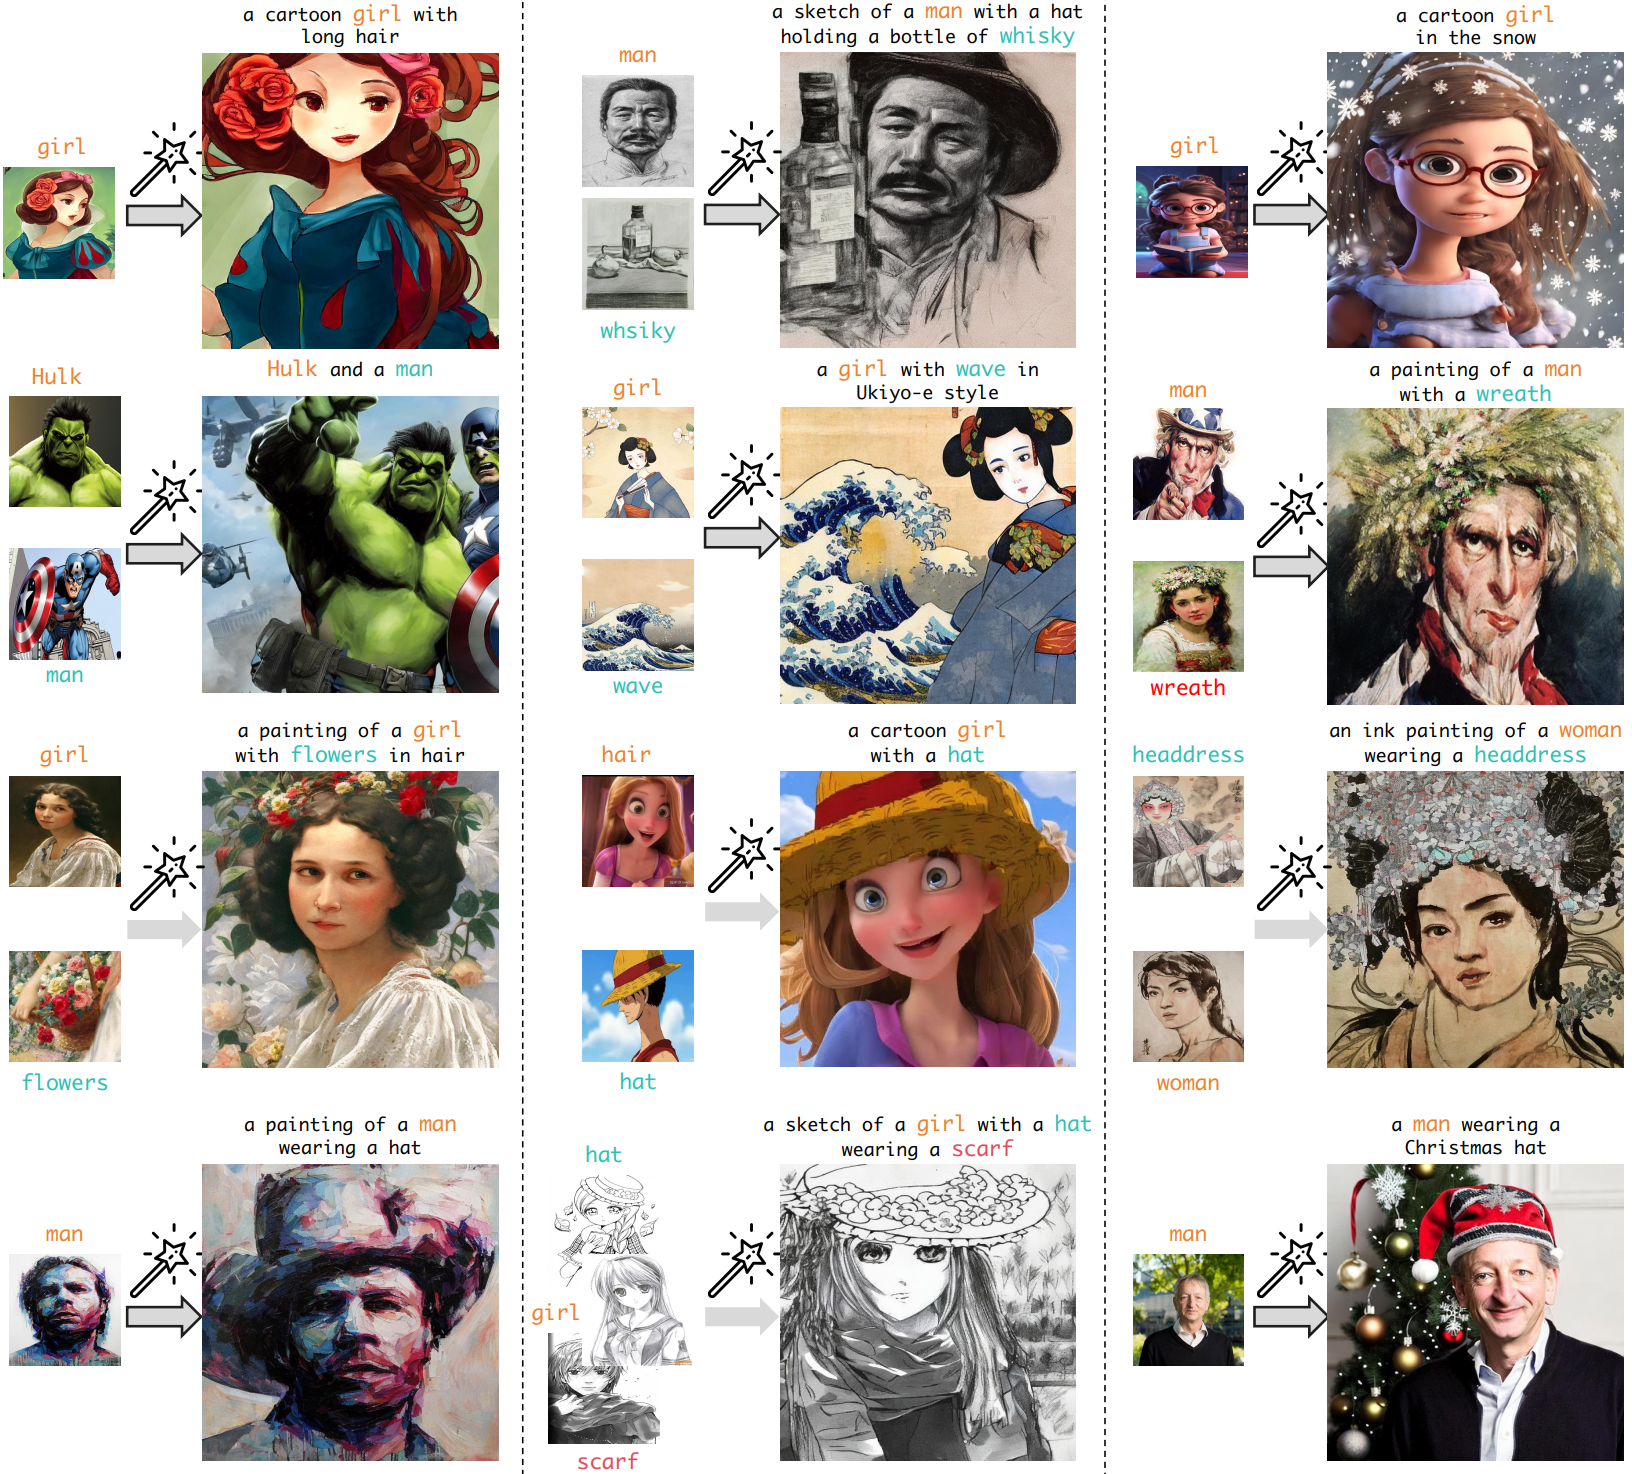 a cartoon girl with
long hair
girl
a sketch of a man with a hat
holding a bottle of whisky
man
whsiky
a cartoon girl
in the snow
girl
Hulk and a man
Hulk
man
a girl with wave in
Ukiyo-e style
girl
wave
a painting of a man
with a wreath
man
wreath
a painting of a girl
with flowers in hair
girl
flowers
a cartoon girl
with a hat
hair
hat
an ink painting of a woman
wearing a headdress
headdress
woman
a painting of a man
wearing a hat
man
a sketch of a girl with a hat
wearing a scarf
hat
girl
scarf
a man wearing a
Christmas hat
man